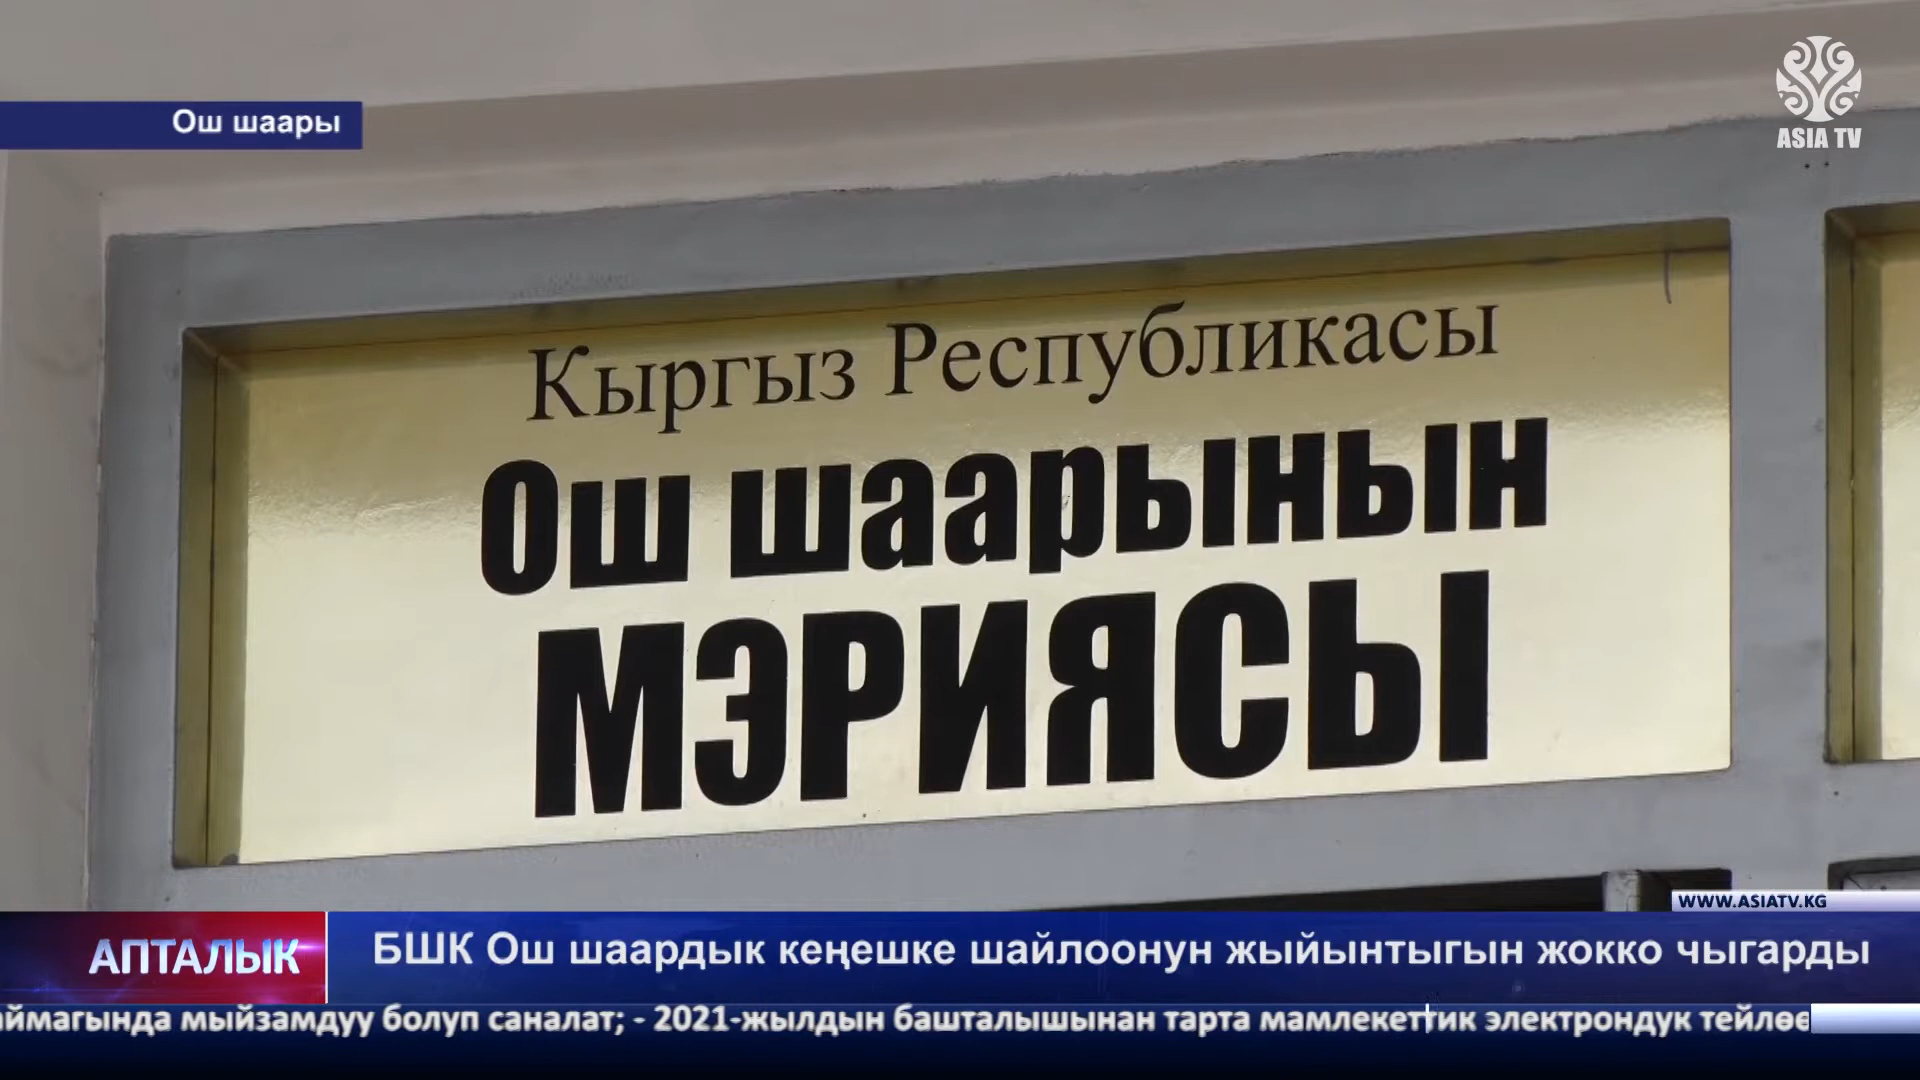 Ош шаары
ASIA TV
Кыргыз Республикасы
Ош шаарынын
МЭРИЯСЫ
WWW.ASIATV.KG
АПТАЛЫК
БШК Ош шаардык кеңешке шайлоонун жыйынтыгын жокко чыгарды
аймагында мыйзамдуу болуп саналат; - 2021-жылдын башталышынан тарта мамлекеттик электрондук тейлөө